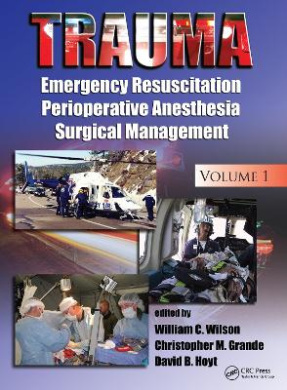 TRAUMA
Emergency Resuscitation
Perioperative Anesthesia
Surgical Management
VOLUME 1
edited by
William C. Wilson
Christopher M. Grande
David B. Hoyt
CRC Press